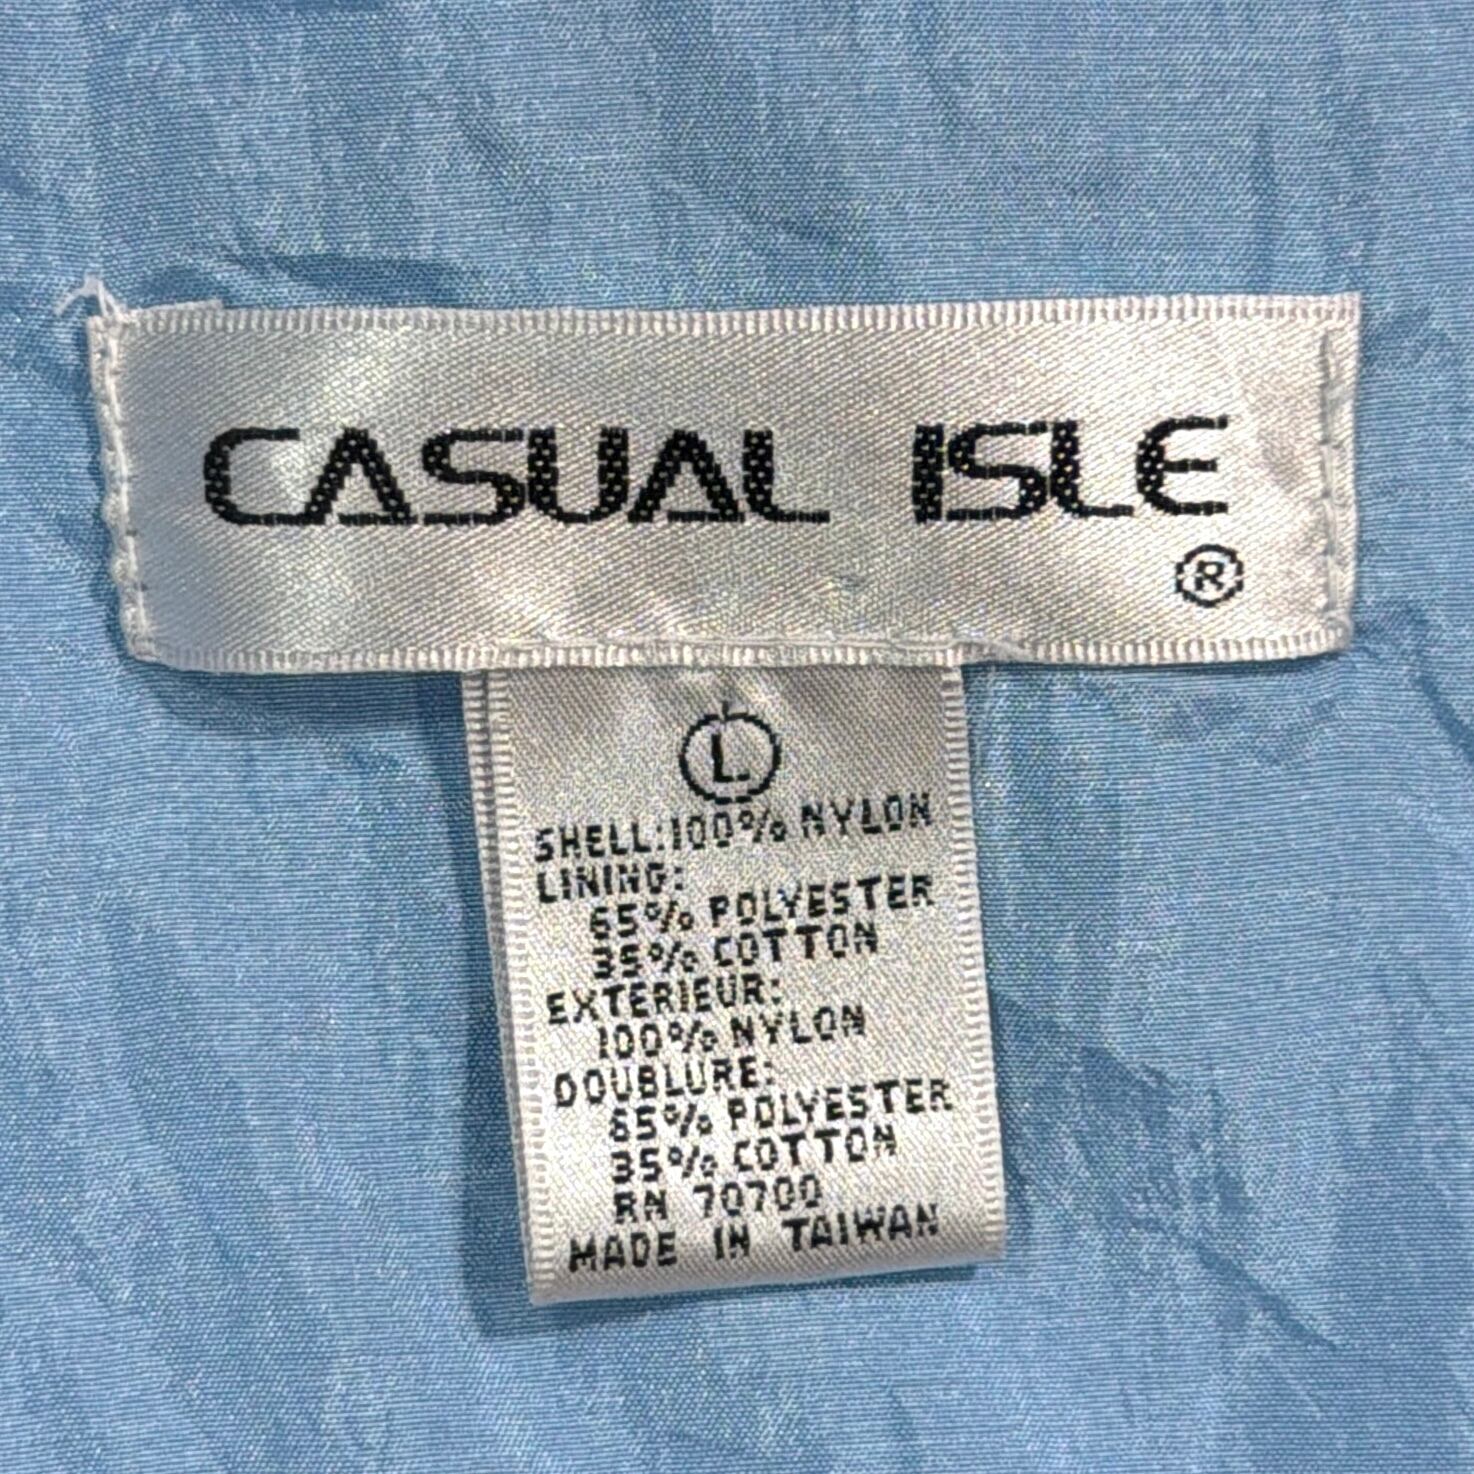 CASUAL ISLE
®
L
SHELL:100% NYLON
LINING:
65% POLYESTER
35% COTTON
EXTERIEUR:
100% NYLON
DOUBLURE:
65% POLYESTER
35% COTTON
RN 70700
MADE IN TAIWAN